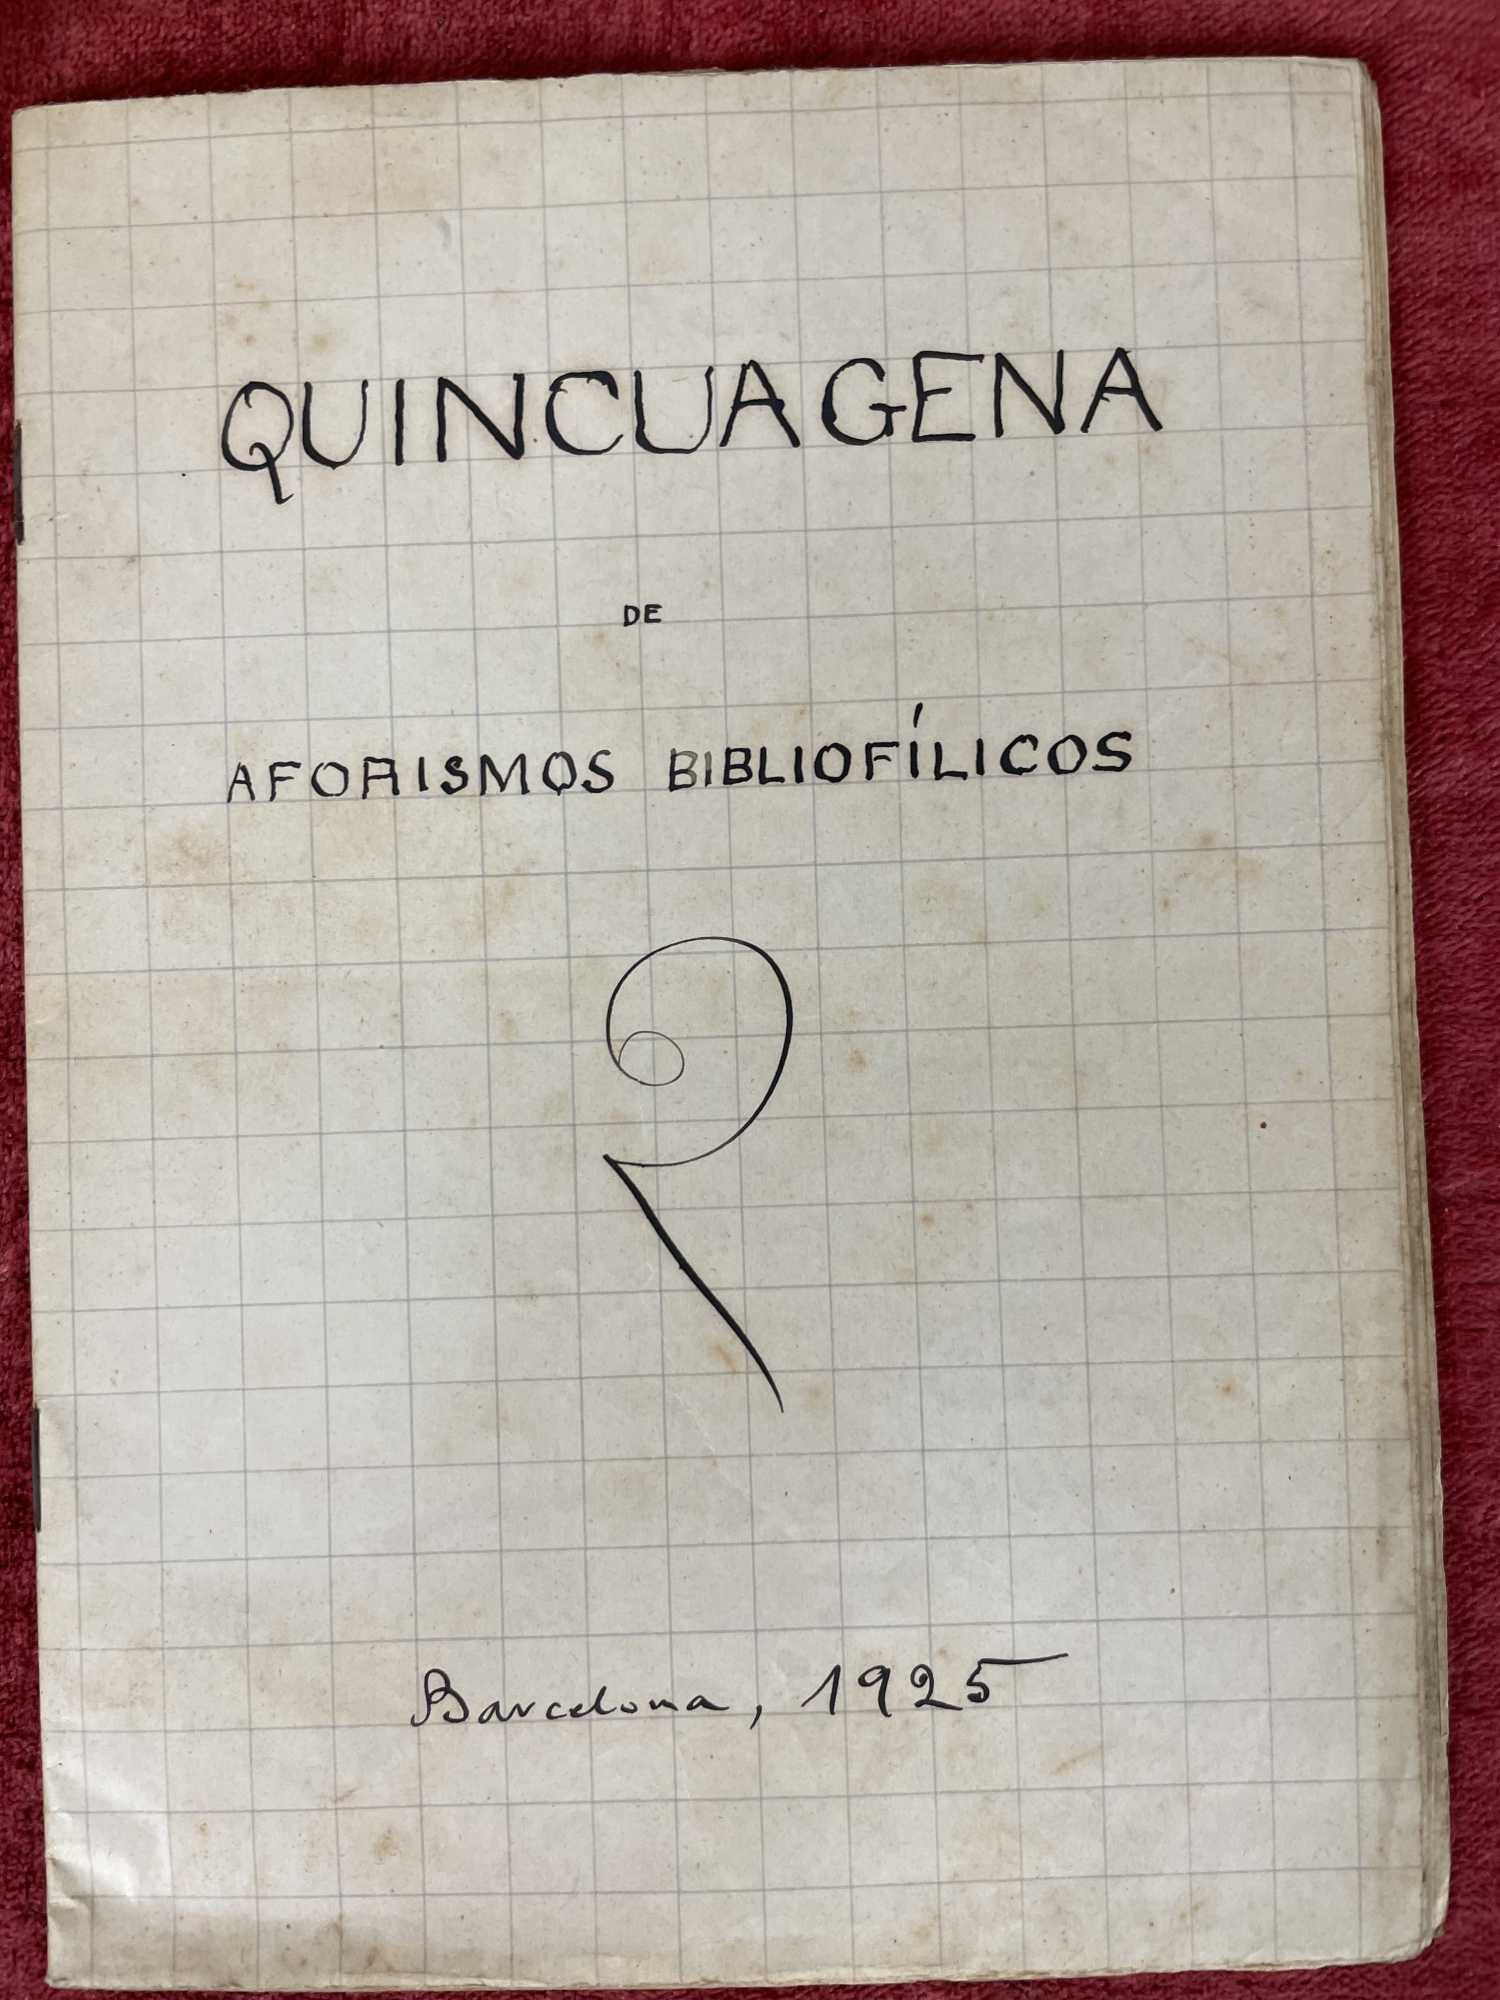 QUINCUAGENA
DE
AFORISMOS BIBLIOFÍLICOS
Barcelona, 1925